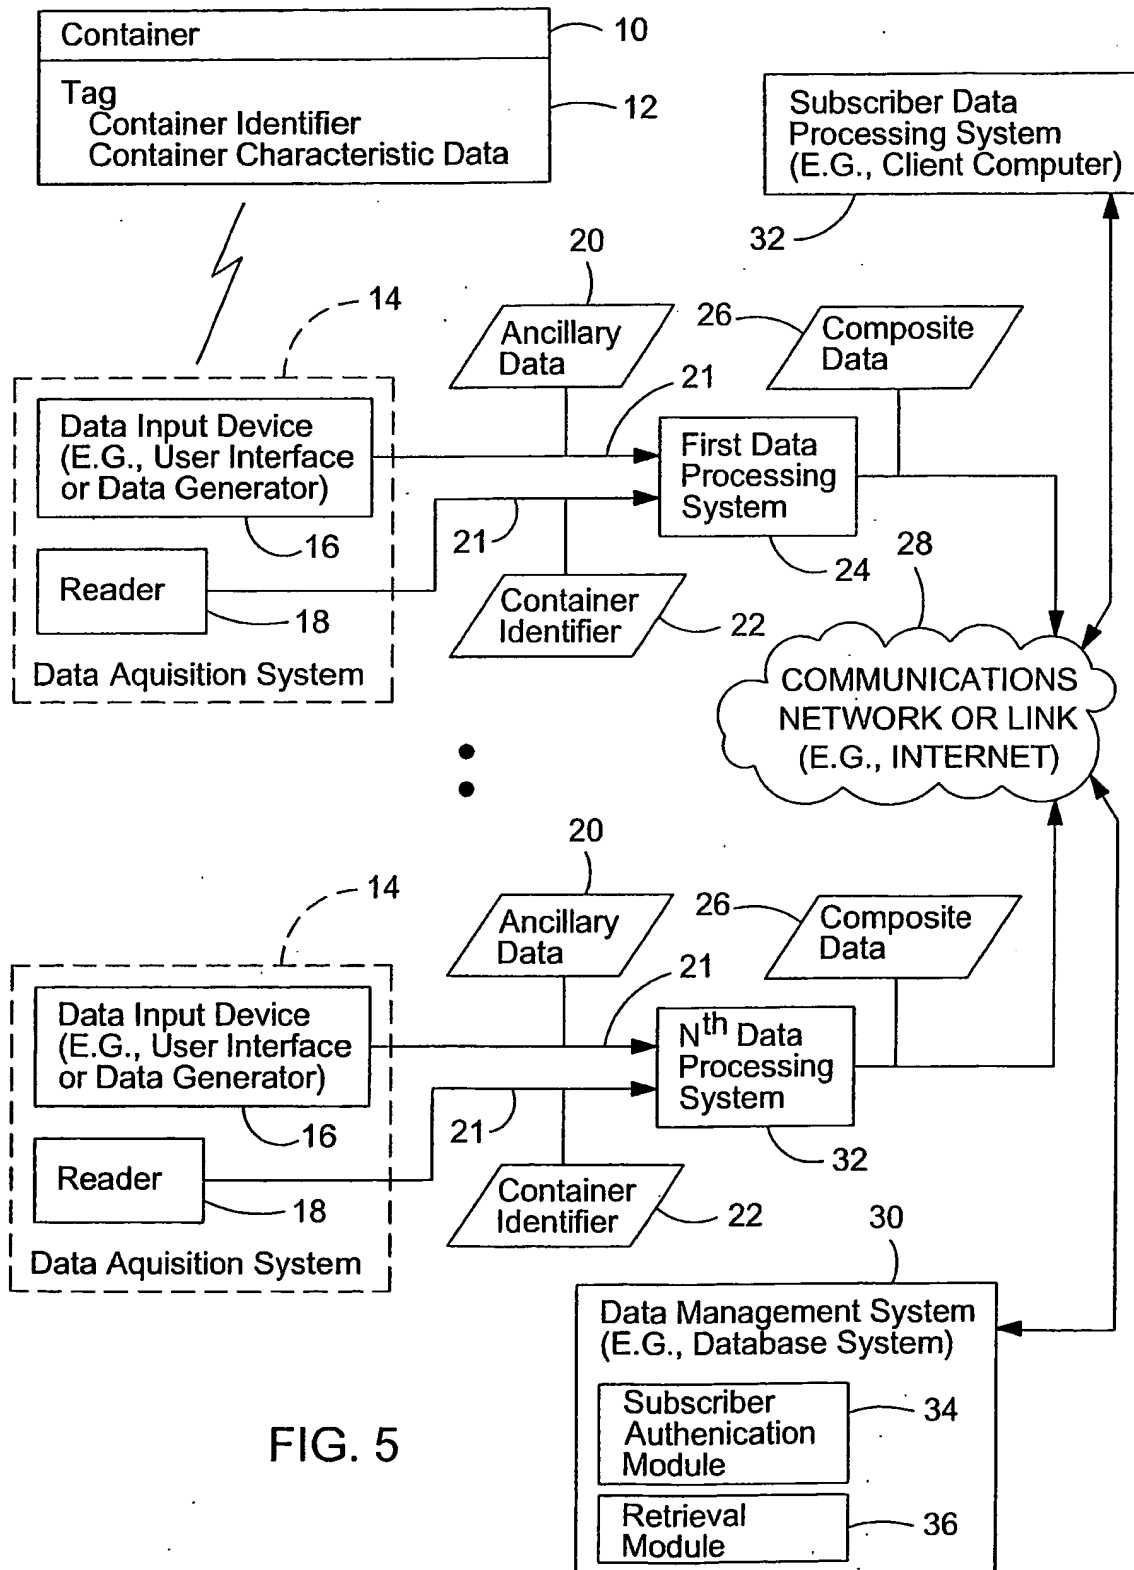 Container
10
Tag
Container Identifier
Container Characteristic Data
12
Subscriber Data
Processing System
(E.G., Client Computer)
32
20
14
Ancillary
Data
26
Composite
Data
21
Data Input Device
(E.G., User Interface
or Data Generator)
16
First Data
Processing
System
24
21
28
Reader
18
Container
Identifier
22
Data Aquisition System
COMMUNICATIONS
NETWORK OR LINK
(E.G., INTERNET)
20
14
Ancillary
Data
26
Composite
Data
21
Data Input Device
(E.G., User Interface
or Data Generator)
16
Nth Data
Processing
System
32
21
Reader
18
Container
Identifier
22
Data Aquisition System
30
Data Management System
(E.G., Database System)
Subscriber
Authenication
Module
34
Retrieval
Module
36
FIG. 5